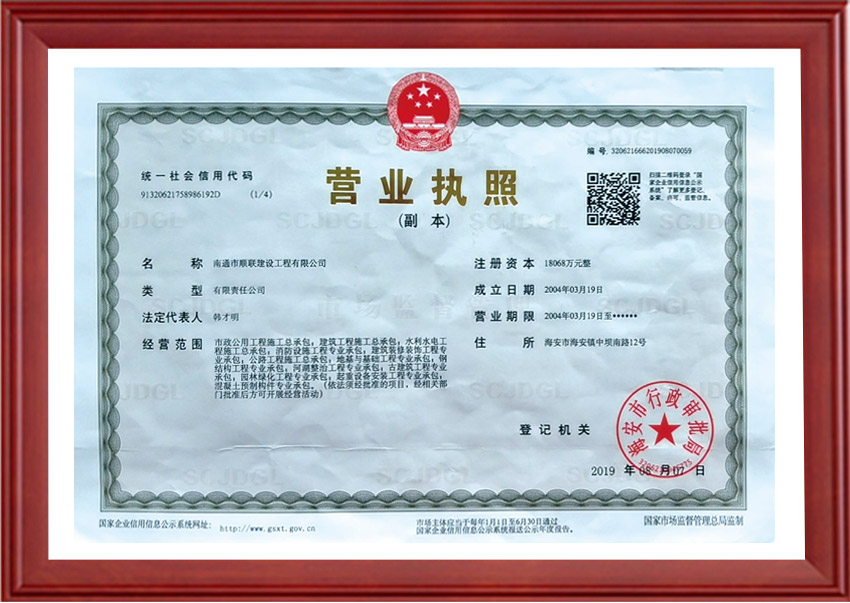 编 号 320621666201908070059
统一社会信用代码
91320621758986192D (1/4)
营业执照
(副 本)
扫描二维码登录“国
家企业信用信息公示
系统”了解更多登记、
备案、许可、监管信息。
名 称 南通市顺联建设工程有限公司
类 型 有限责任公司
法定代表人 韩才明
经营范围 市政公用工程施工总承包，建筑工程施工总承包，水利水电工
程施工总承包，消防设施工程专业承包，建筑装修装饰工程专
业承包，公路工程施工总承包，地基与基础工程专业承包，钢
结构工程专业承包，河湖整治工程专业承包，古建筑工程专业
承包，园林绿化工程专业承包，起重设备安装工程专业承包，
混凝土预制构件专业承包。（依法须经批准的项目，经相关部
门批准后方可开展经营活动）
注册资本 18068万元整
成立日期 2004年03月19日
营业期限 2004年03月19日至******
住 所 海安市海安镇中坝南路12号
登记机关
海安市行政审批局
2019 年 08 月 07 日
国家企业信用信息公示系统网址： http://www.gsxt.gov.cn
市场主体应当于每年1月1日至6月30日通过
国家企业信用信息公示系统报送公示年度报告。
国家市场监督管理总局监制
SCJDGL